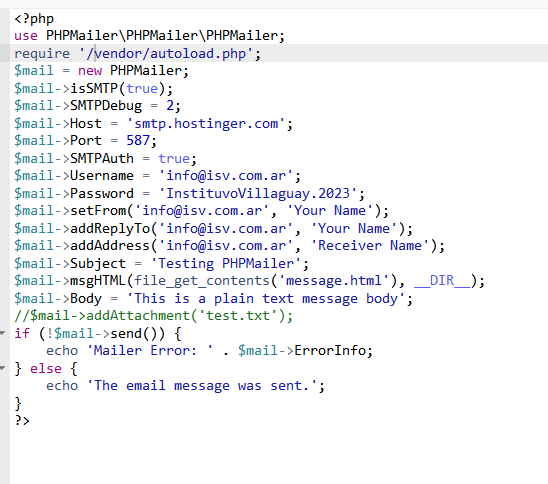 <?php
use PHPMailer\PHPMailer\PHPMailer;
require '/vendor/autoload.php';
$mail = new PHPMailer;
$mail->isSMTP(true);
$mail->SMTPDebug = 2;
$mail->Host = 'smtp.hostinger.com';
$mail->Port = 587;
$mail->SMTPAuth = true;
$mail->Username = 'info@isv.com.ar';
$mail->Password = 'InstituvoVillaguay.2023';
$mail->setFrom('info@isv.com.ar', 'Your Name');
$mail->addReplyTo('info@isv.com.ar', 'Your Name');
$mail->addAddress('info@isv.com.ar', 'Receiver Name');
$mail->Subject = 'Testing PHPMailer';
$mail->msgHTML(file_get_contents('message.html'), __DIR__);
$mail->Body = 'This is a plain text message body';
//$mail->addAttachment('test.txt');
if (!$mail->send()) {
    echo 'Mailer Error: ' . $mail->ErrorInfo;
} else {
    echo 'The email message was sent.';
}
?>